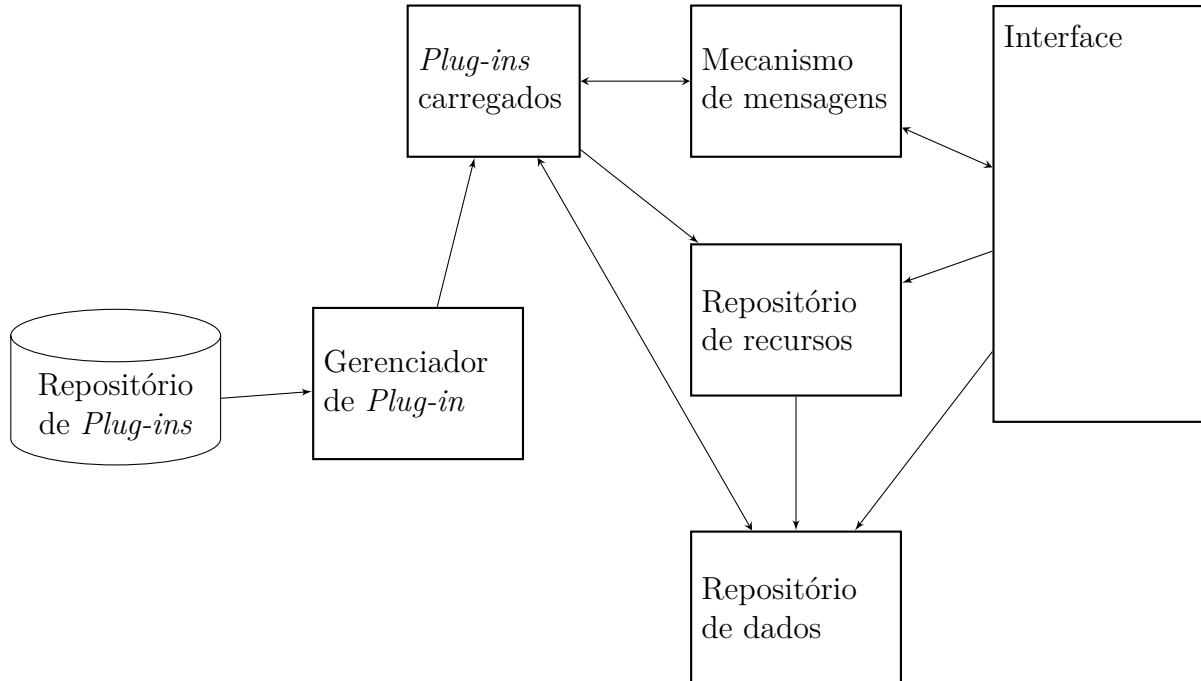 Plug-ins
carregados
Mecanismo
de mensagens
Interface
Repositório
de recursos
Gerenciador
de Plug-in
Repositório
de Plug-ins
Repositório
de dados